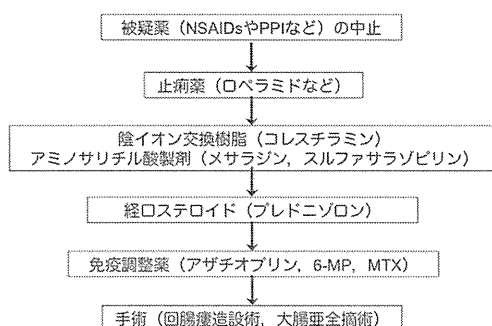 被疑薬（NSAIDsやPPIなど）の中止
止痢薬（ロペラミドなど）
陰イオン交換樹脂（コレスチラミン）
アミノサリチル酸製剤（メサラジン，スルファサラゾピリン）
経口ステロイド（プレドニゾロン）
免疫調整薬（アザチオプリン，6-MP，MTX）
手術（回腸瘻造設術，大腸亜全摘術）